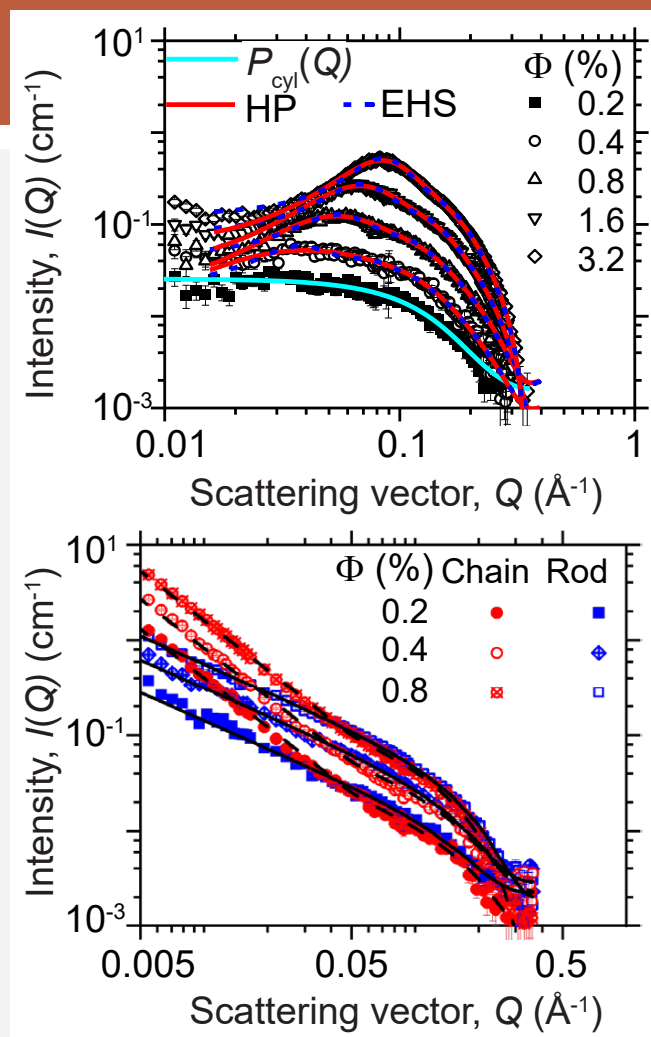 10¹
P_cyl(Q) Φ (%)
HP EHS 0.2
0.4
10⁻¹ 0.8
1.6
3.2
10⁻³
0.01 0.1 1
Intensity, I(Q) (cm⁻¹)
Scattering vector, Q (Å⁻¹)
10¹
Φ (%) Chain Rod
0.2
0.4
0.8
10⁻¹
10⁻³
0.005 0.05 0.5
Intensity, I(Q) (cm⁻¹)
Scattering vector, Q (Å⁻¹)